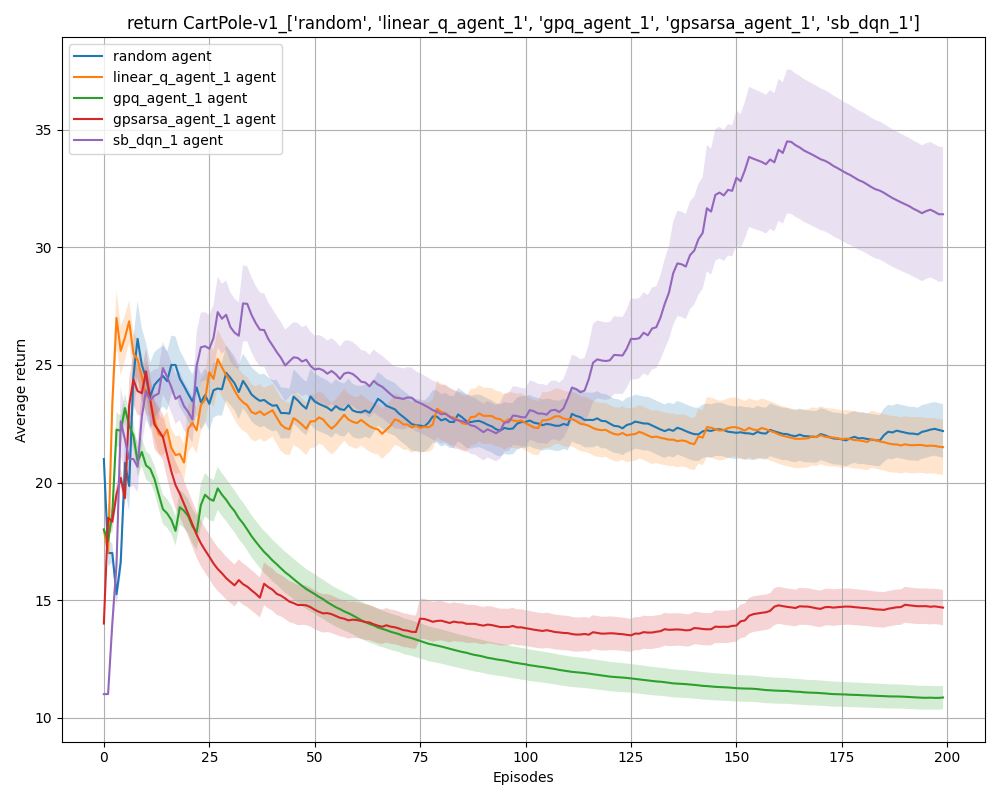 return CartPole-v1_['random', 'linear_q_agent_1', 'gpq_agent_1', 'gpsarsa_agent_1', 'sb_dqn_1']
random agent
linear_q_agent_1 agent
gpq_agent_1 agent
gpsarsa_agent_1 agent
sb_dqn_1 agent
Average return
35
30
25
20
15
10
0 25 50 75 100 125 150 175 200
Episodes